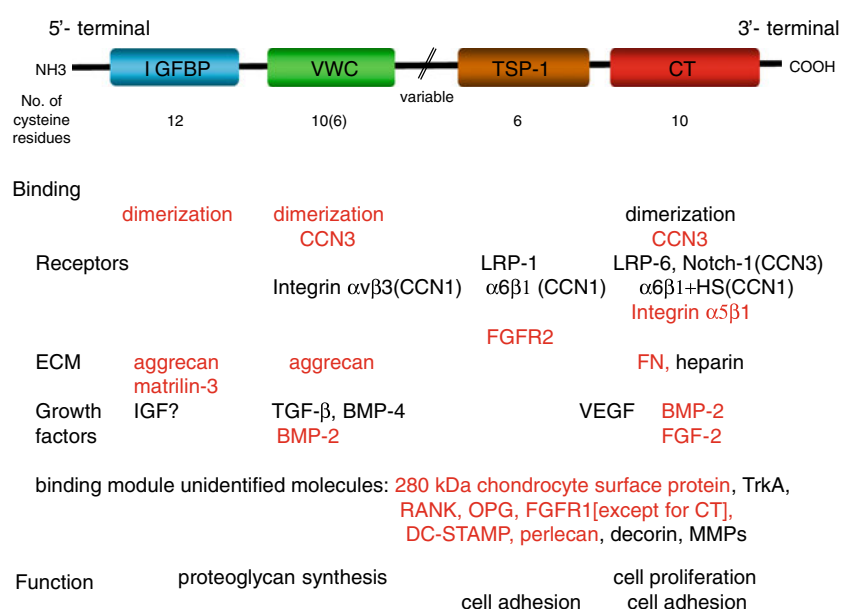 5'- terminal 3'- terminal
NH3 IGFBP VWC TSP-1 CT COOH
variable
No. of
cysteine 12 10(6) 6 10
residues
Binding
dimerization dimerization dimerization
CCN3 CCN3
Receptors LRP-1 LRP-6, Notch-1(CCN3)
Integrin αvβ3(CCN1) α6β1 (CCN1) α6β1+HS(CCN1)
Integrin α5β1
FGFR2
ECM aggrecan aggrecan FN, heparin
matrilin-3
Growth IGF? TGF-β, BMP-4 VEGF BMP-2
factors BMP-2 FGF-2
binding module unidentified molecules: 280 kDa chondrocyte surface protein, TrkA,
RANK, OPG, FGFR1[except for CT],
DC-STAMP, perlecan, decorin, MMPs
Function proteoglycan synthesis cell proliferation
cell adhesion cell adhesion